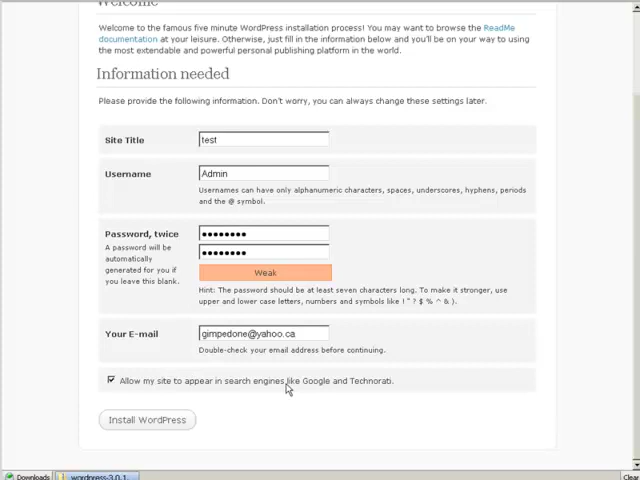 Welcome
Welcome to the famous five minute WordPress installation process! You may want to browse the ReadMe
documentation at your leisure. Otherwise, just fill in the information below and you'll be on your way to using
the most extendable and powerful personal publishing platform in the world.
Information needed
Please provide the following information. Don't worry, you can always change these settings later.
Site Title
test
Username
Admin
Usernames can have only alphanumeric characters, spaces, underscores, hyphens, periods
and the @ symbol.
Password, twice
●●●●●●●●
A password will be
automatically
generated for you if
you leave this blank.
●●●●●●●●
Weak
Hint: The password should be at least seven characters long. To make it stronger, use
upper and lower case letters, numbers and symbols like ! " ? $ % ^ & ).
Your E-mail
gimpedone@yahoo.ca
Double-check your email address before continuing.
Allow my site to appear in search engines like Google and Technorati.
Install WordPress
Downloads
wordpress-3.0.1
Clear